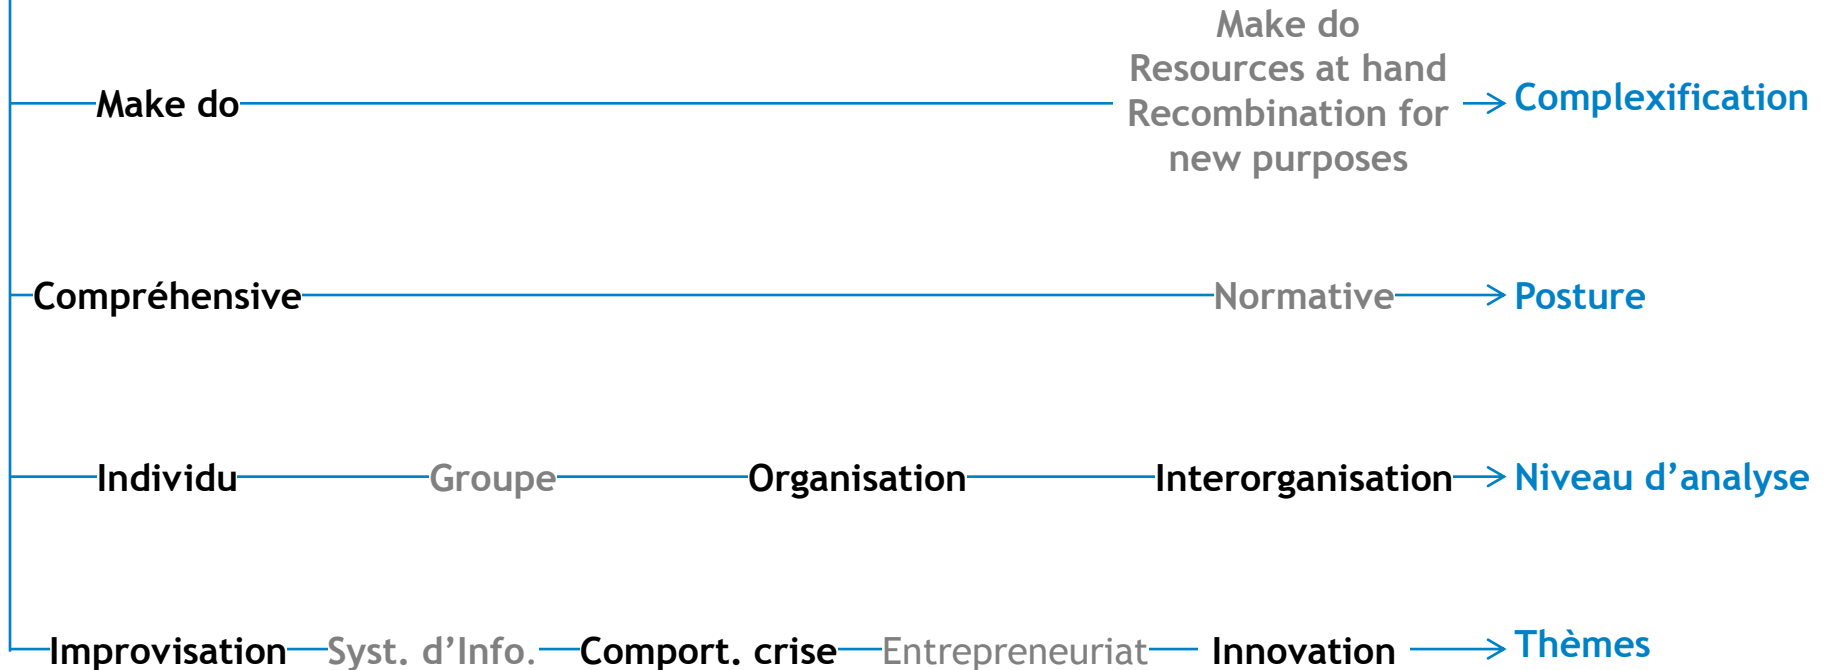 Make do
Make do
Resources at hand
Recombination for
new purposes
Complexification
Compréhensive
Normative
Posture
Individu
Groupe
Organisation
Interorganisation
Niveau d’analyse
Improvisation
Syst. d’Info.
Comport. crise
Entrepreneuriat
Innovation
Thèmes